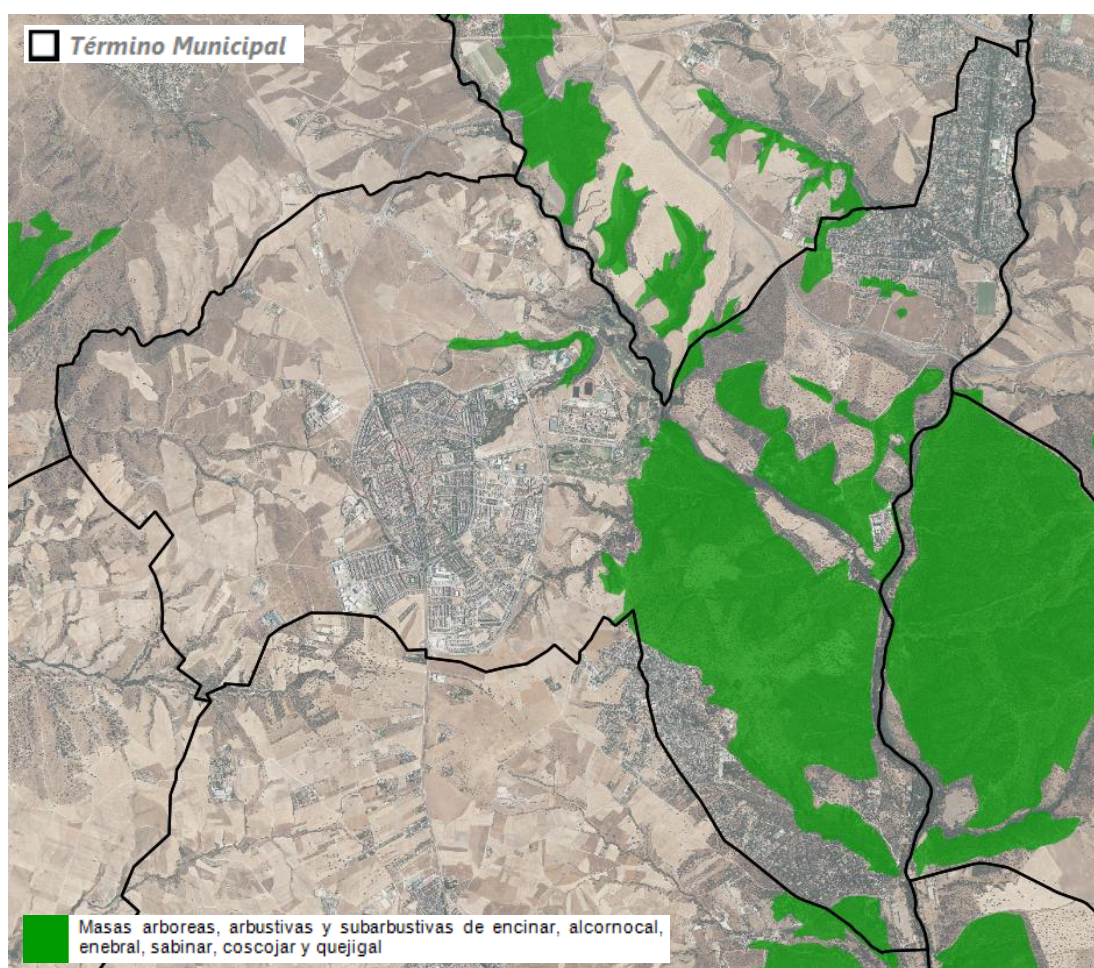 Término Municipal
Masas arboreas, arbustivas y subarbustivas de encinar, alcornocal,
enebral, sabinar, coscojar y quejigal